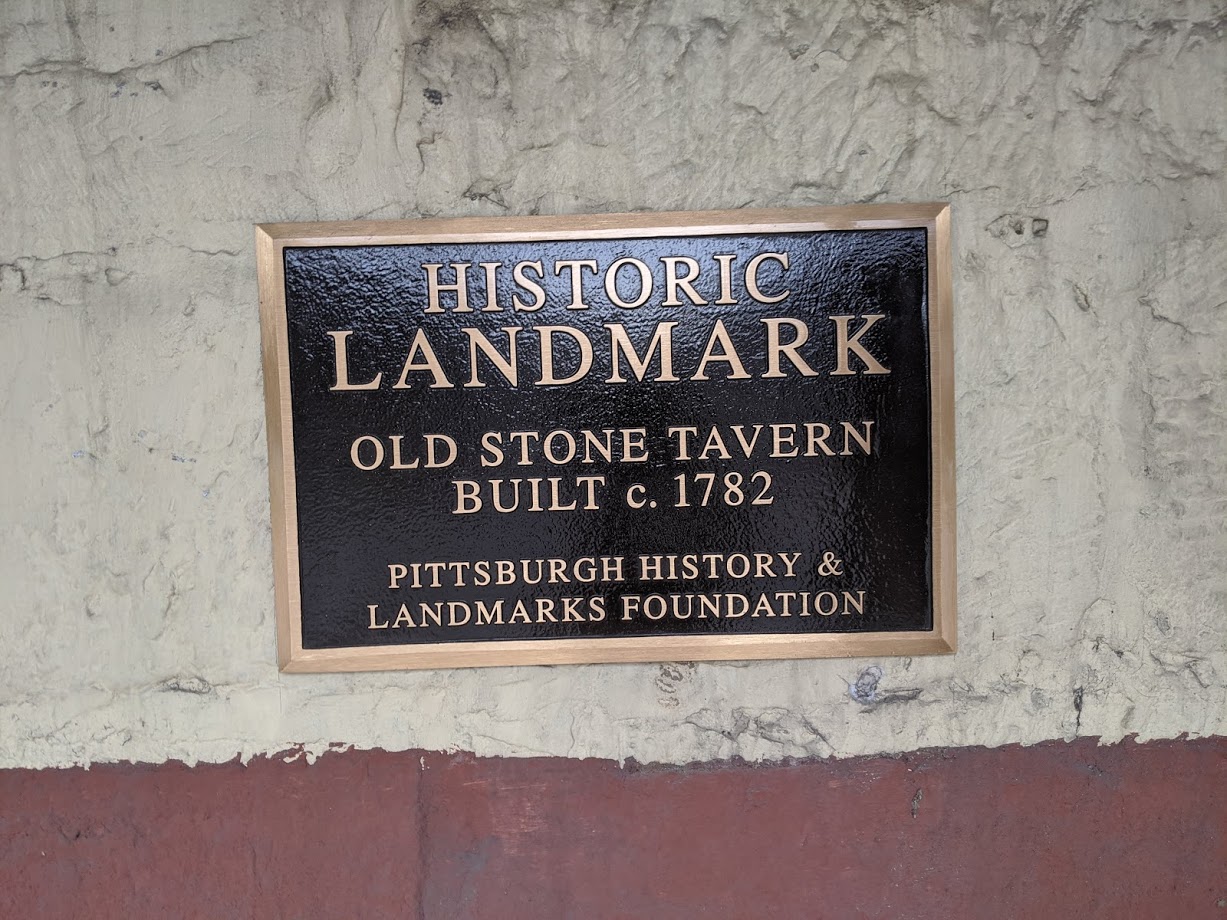 HISTORIC
LANDMARK
OLD STONE TAVERN
BUILT c. 1782
PITTSBURGH HISTORY &
LANDMARKS FOUNDATION